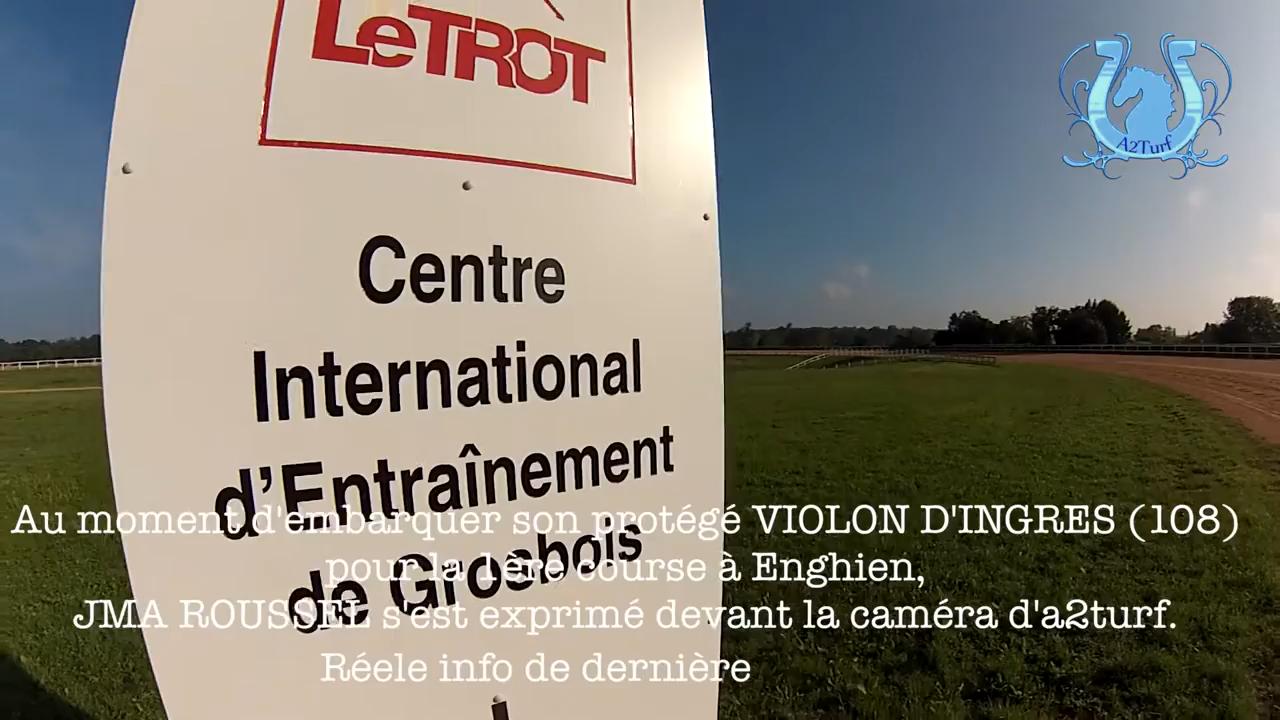 LeTROT
A2Turf
Centre
International
d'Entraînement
de Grosbois
Au moment d'embarquer son protégé VIOLON D'INGRES (108)
pour la 1ère course à Enghien,
JMA ROUSSEL s'est exprimé devant la caméra d'a2turf.
Réele info de dernière